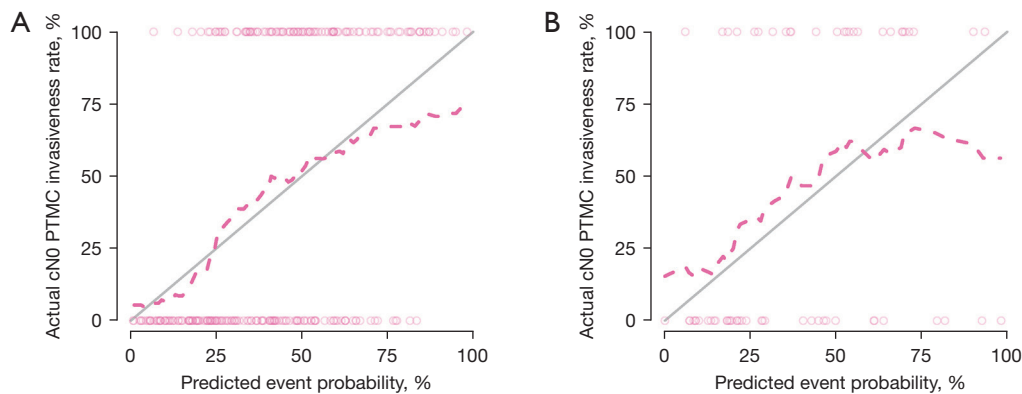 A
Actual cN0 PTMC invasiveness rate, %
100
75
50
25
0
0 25 50 75 100
Predicted event probability, %
B
Actual cN0 PTMC invasiveness rate, %
100
75
50
25
0
0 25 50 75 100
Predicted event probability, %